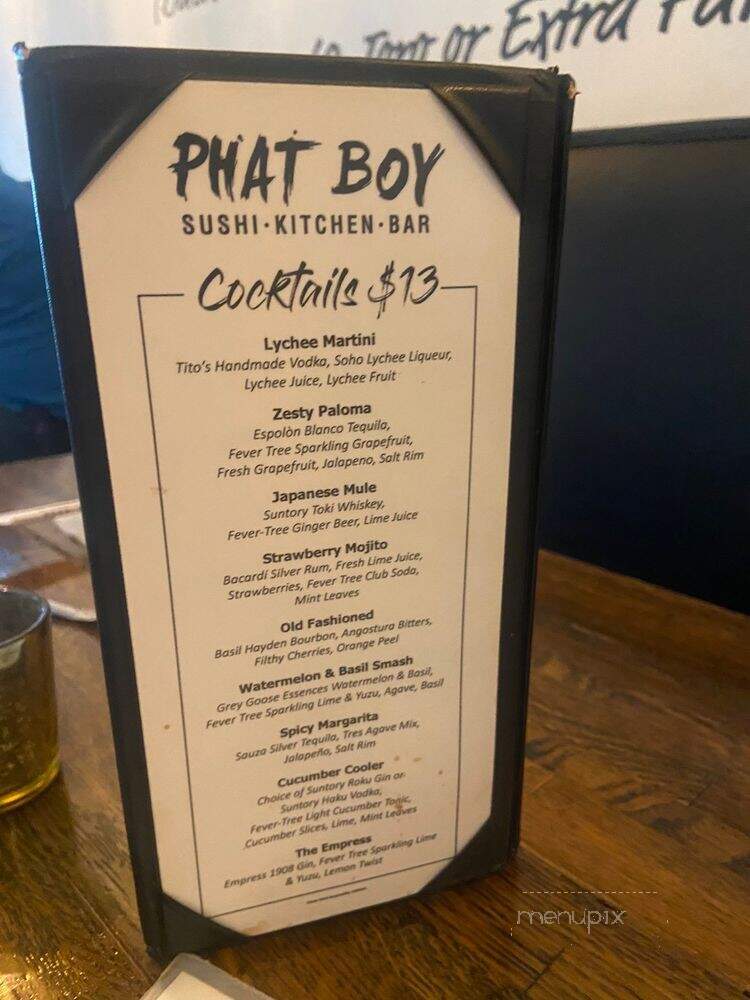 or Extra
PHAT BOY
SUSHI·KITCHEN·BAR
Cocktails $13
Lychee Martini
Tito's Handmade Vodka, Soho Lychee Liqueur,
Lychee Juice, Lychee Fruit
Zesty Paloma
Espolòn Blanco Tequila,
Fever Tree Sparkling Grapefruit,
Fresh Grapefruit, Jalapeno, Salt Rim
Japanese Mule
Suntory Toki Whiskey,
Fever-Tree Ginger Beer, Lime Juice
Strawberry Mojito
Bacardí Silver Rum, Fresh Lime Juice,
Strawberries, Fever Tree Club Soda,
Mint Leaves
Old Fashioned
Basil Hayden Bourbon, Angostura Bitters,
Filthy Cherries, Orange Peel
Watermelon & Basil Smash
Grey Goose Essences Watermelon & Basil,
Fever Tree Sparkling Lime & Yuzu, Agave, Basil
Spicy Margarita
Sauza Silver Tequila, Tres Agave Mix,
Jalapeño, Salt Rim
Cucumber Cooler
Choice of Suntory Roku Gin or
Suntory Haku Vodka,
Fever-Tree Light Cucumber Tonic,
Cucumber Slices, Lime, Mint Leaves
The Empress
Empress 1908 Gin, Fever Tree Sparkling Lime
& Yuzu, Lemon Twist
menupix